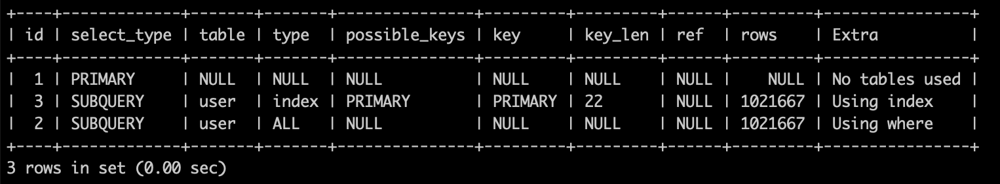 +----+-------------+-------+-------+---------------+---------+---------+------+---------+----------------+
| id | select_type | table | type  | possible_keys | key     | key_len | ref  | rows    | Extra          |
+----+-------------+-------+-------+---------------+---------+---------+------+---------+----------------+
|  1 | PRIMARY     | NULL  | NULL  | NULL          | NULL    | NULL    | NULL |    NULL | No tables used |
|  3 | SUBQUERY    | user  | index | PRIMARY       | PRIMARY | 22      | NULL | 1021667 | Using index    |
|  2 | SUBQUERY    | user  | ALL   | NULL          | NULL    | NULL    | NULL | 1021667 | Using where    |
+----+-------------+-------+-------+---------------+---------+---------+------+---------+----------------+
3 rows in set (0.00 sec)